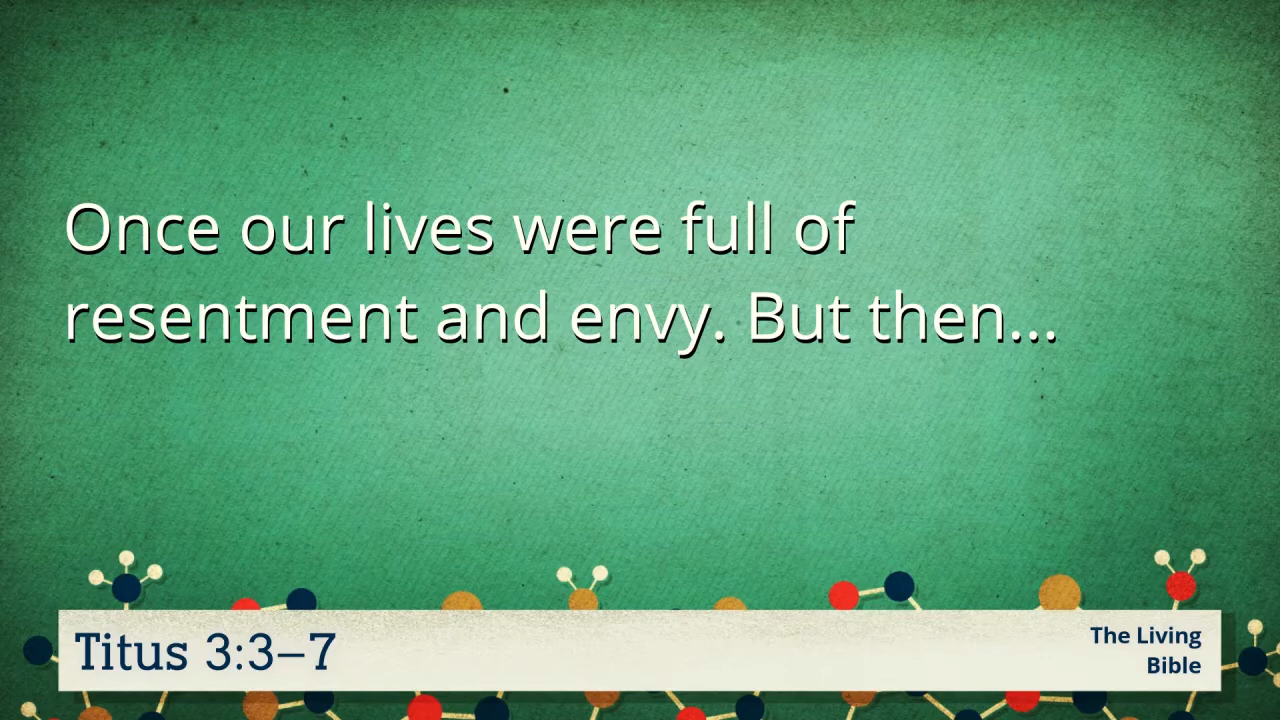 Once our lives were full of
resentment and envy. But then...
Titus 3:3–7
The Living
Bible